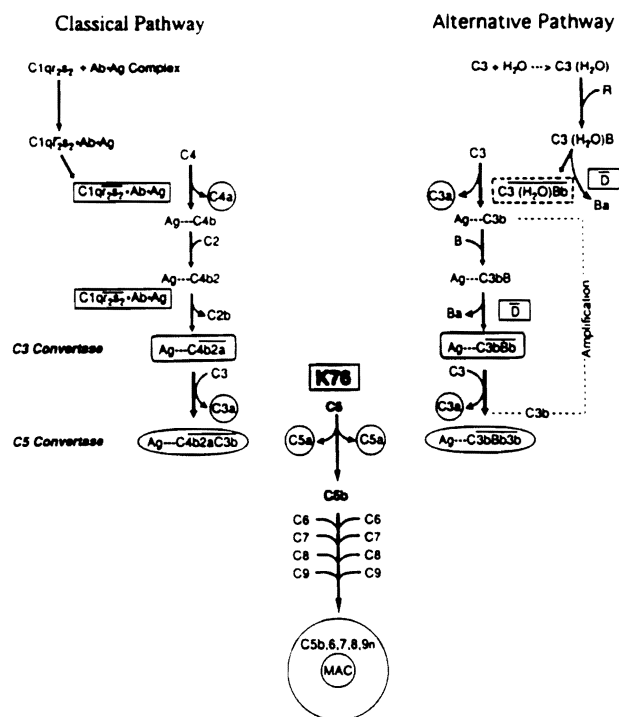 Classical Pathway
C1qr₂s₂ + Ab•Ag Complex
C1qr₂s₂•Ab•Ag
C1qr₂s₂•Ab•Ag
C4
C4a
Ag---C4b
C2
Ag---C4b2
C1qr₂s₂•Ab•Ag
C2b
C3 Convertase
Ag---C4b2a
C3
C3a
C5 Convertase
Ag---C4b2aC3b
Alternative Pathway
C3 + H₂O ---> C3 (H₂O)
C3 (H₂O)B
D
Ba
C3 (H₂O)Bb
C3
C3a
Ag---C3b
B
Ag---C3bB
Ba
D
Ag---C3bBb
C3
C3a
C3b
Amplification
Ag---C3bBb3b
K76
C5a
C5a
C6 C6
C7 C7
C8 C8
C9 C9
C5b,6,7,8,9n
MAC